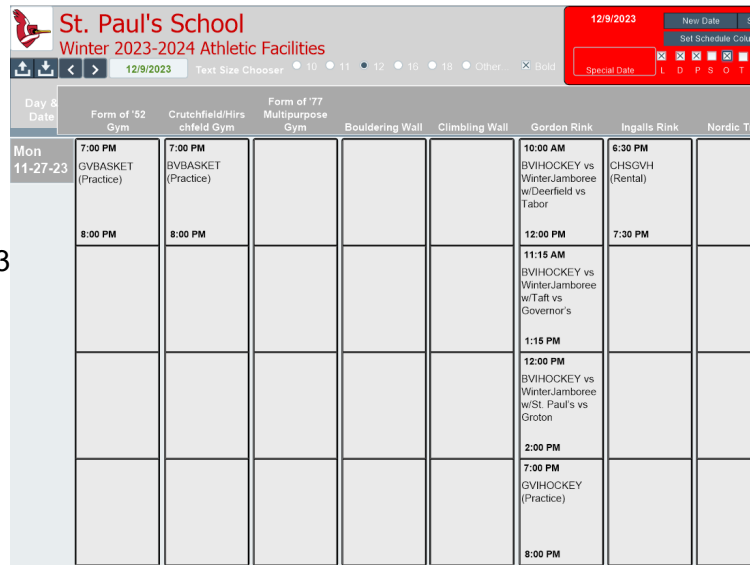 St. Paul's School
Winter 2023-2024 Athletic Facilities
12/9/2023
New Date
Set Schedule
Special Date
L D P S O T
12/9/2023 Text Size Chooser 10 11 12 16 18 Other... Bold
Day &
Date
Form of '52
Gym
Crutchfield/Hirs
chfeld Gym
Form of '77
Multipurpose
Gym
Bouldering Wall
Climbling Wall
Gordon Rink
Ingalls Rink
Nordic
Mon
11-27-23
7:00 PM
GVBASKET
(Practice)
8:00 PM
7:00 PM
BVBASKET
(Practice)
8:00 PM
10:00 AM
BVIHOCKEY vs
WinterJamboree
w/Deerfield vs
Tabor
12:00 PM
6:30 PM
CHSGVH
(Rental)
7:30 PM
3
11:15 AM
BVIHOCKEY vs
WinterJamboree
w/Taft vs
Governor's
1:15 PM
12:00 PM
BVIHOCKEY vs
WinterJamboree
w/St. Paul's vs
Groton
2:00 PM
7:00 PM
GVIHOCKEY
(Practice)
8:00 PM